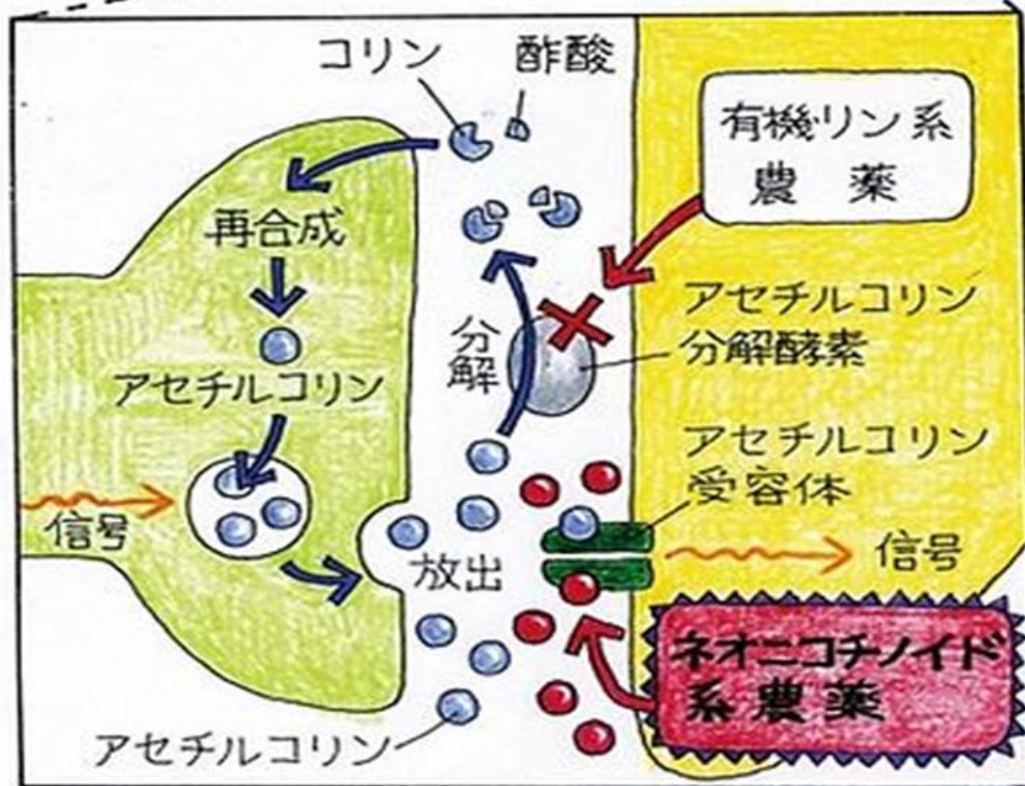 コリン
酢酸
有機リン系
農薬
再合成
アセチルコリン
分解酵素
分解
アセチルコリン
アセチルコリン
受容体
信号
放出
信号
ネオニコチノイド
系農薬
アセチルコリン